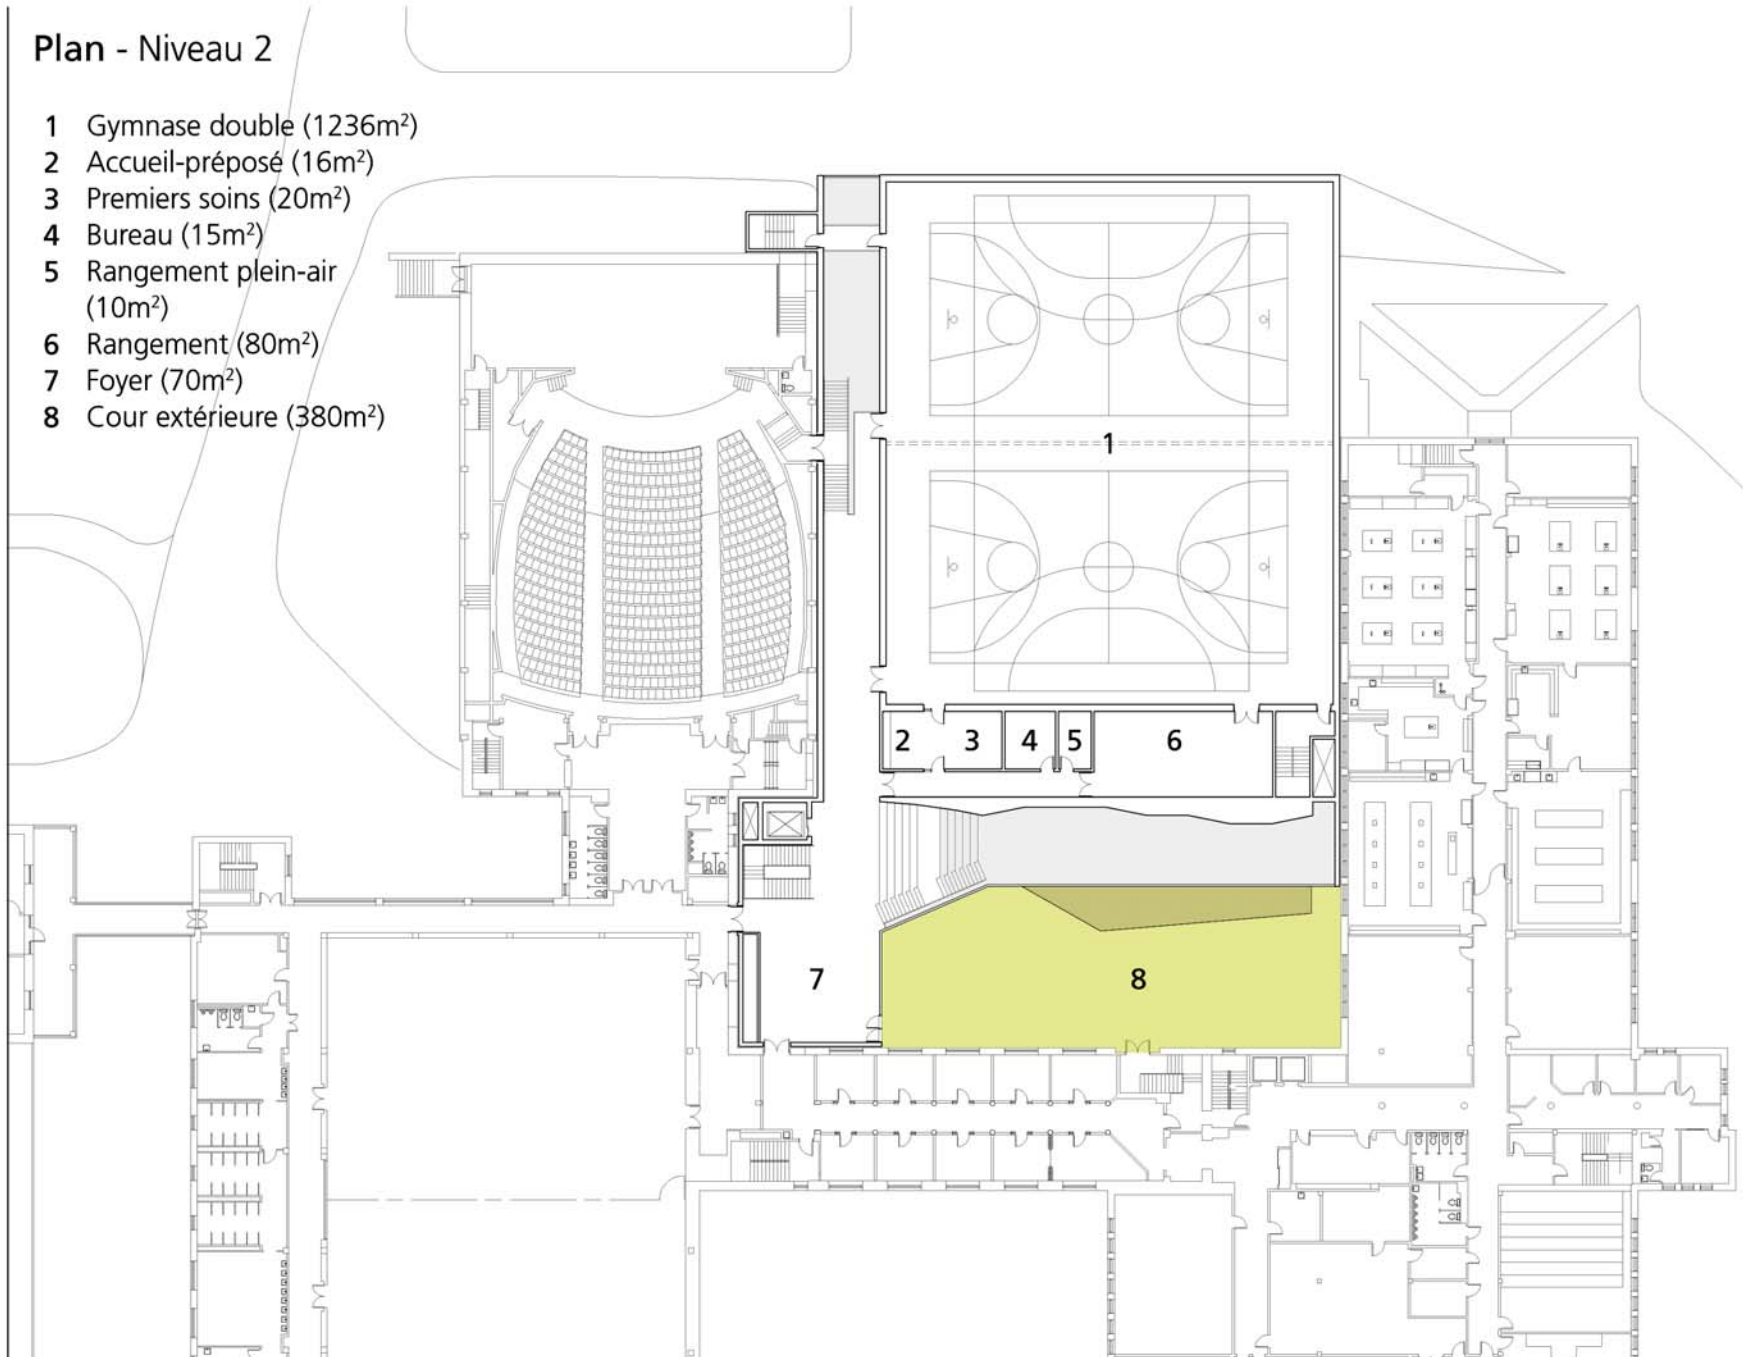 Plan - Niveau 2
1 Gymnase double (1236m²)
2 Accueil-préposé (16m²)
3 Premiers soins (20m²)
4 Bureau (15m²)
5 Rangement plein-air
(10m²)
6 Rangement (80m²)
7 Foyer (70m²)
8 Cour extérieure (380m²)
1
2 3 4 5 6
7 8